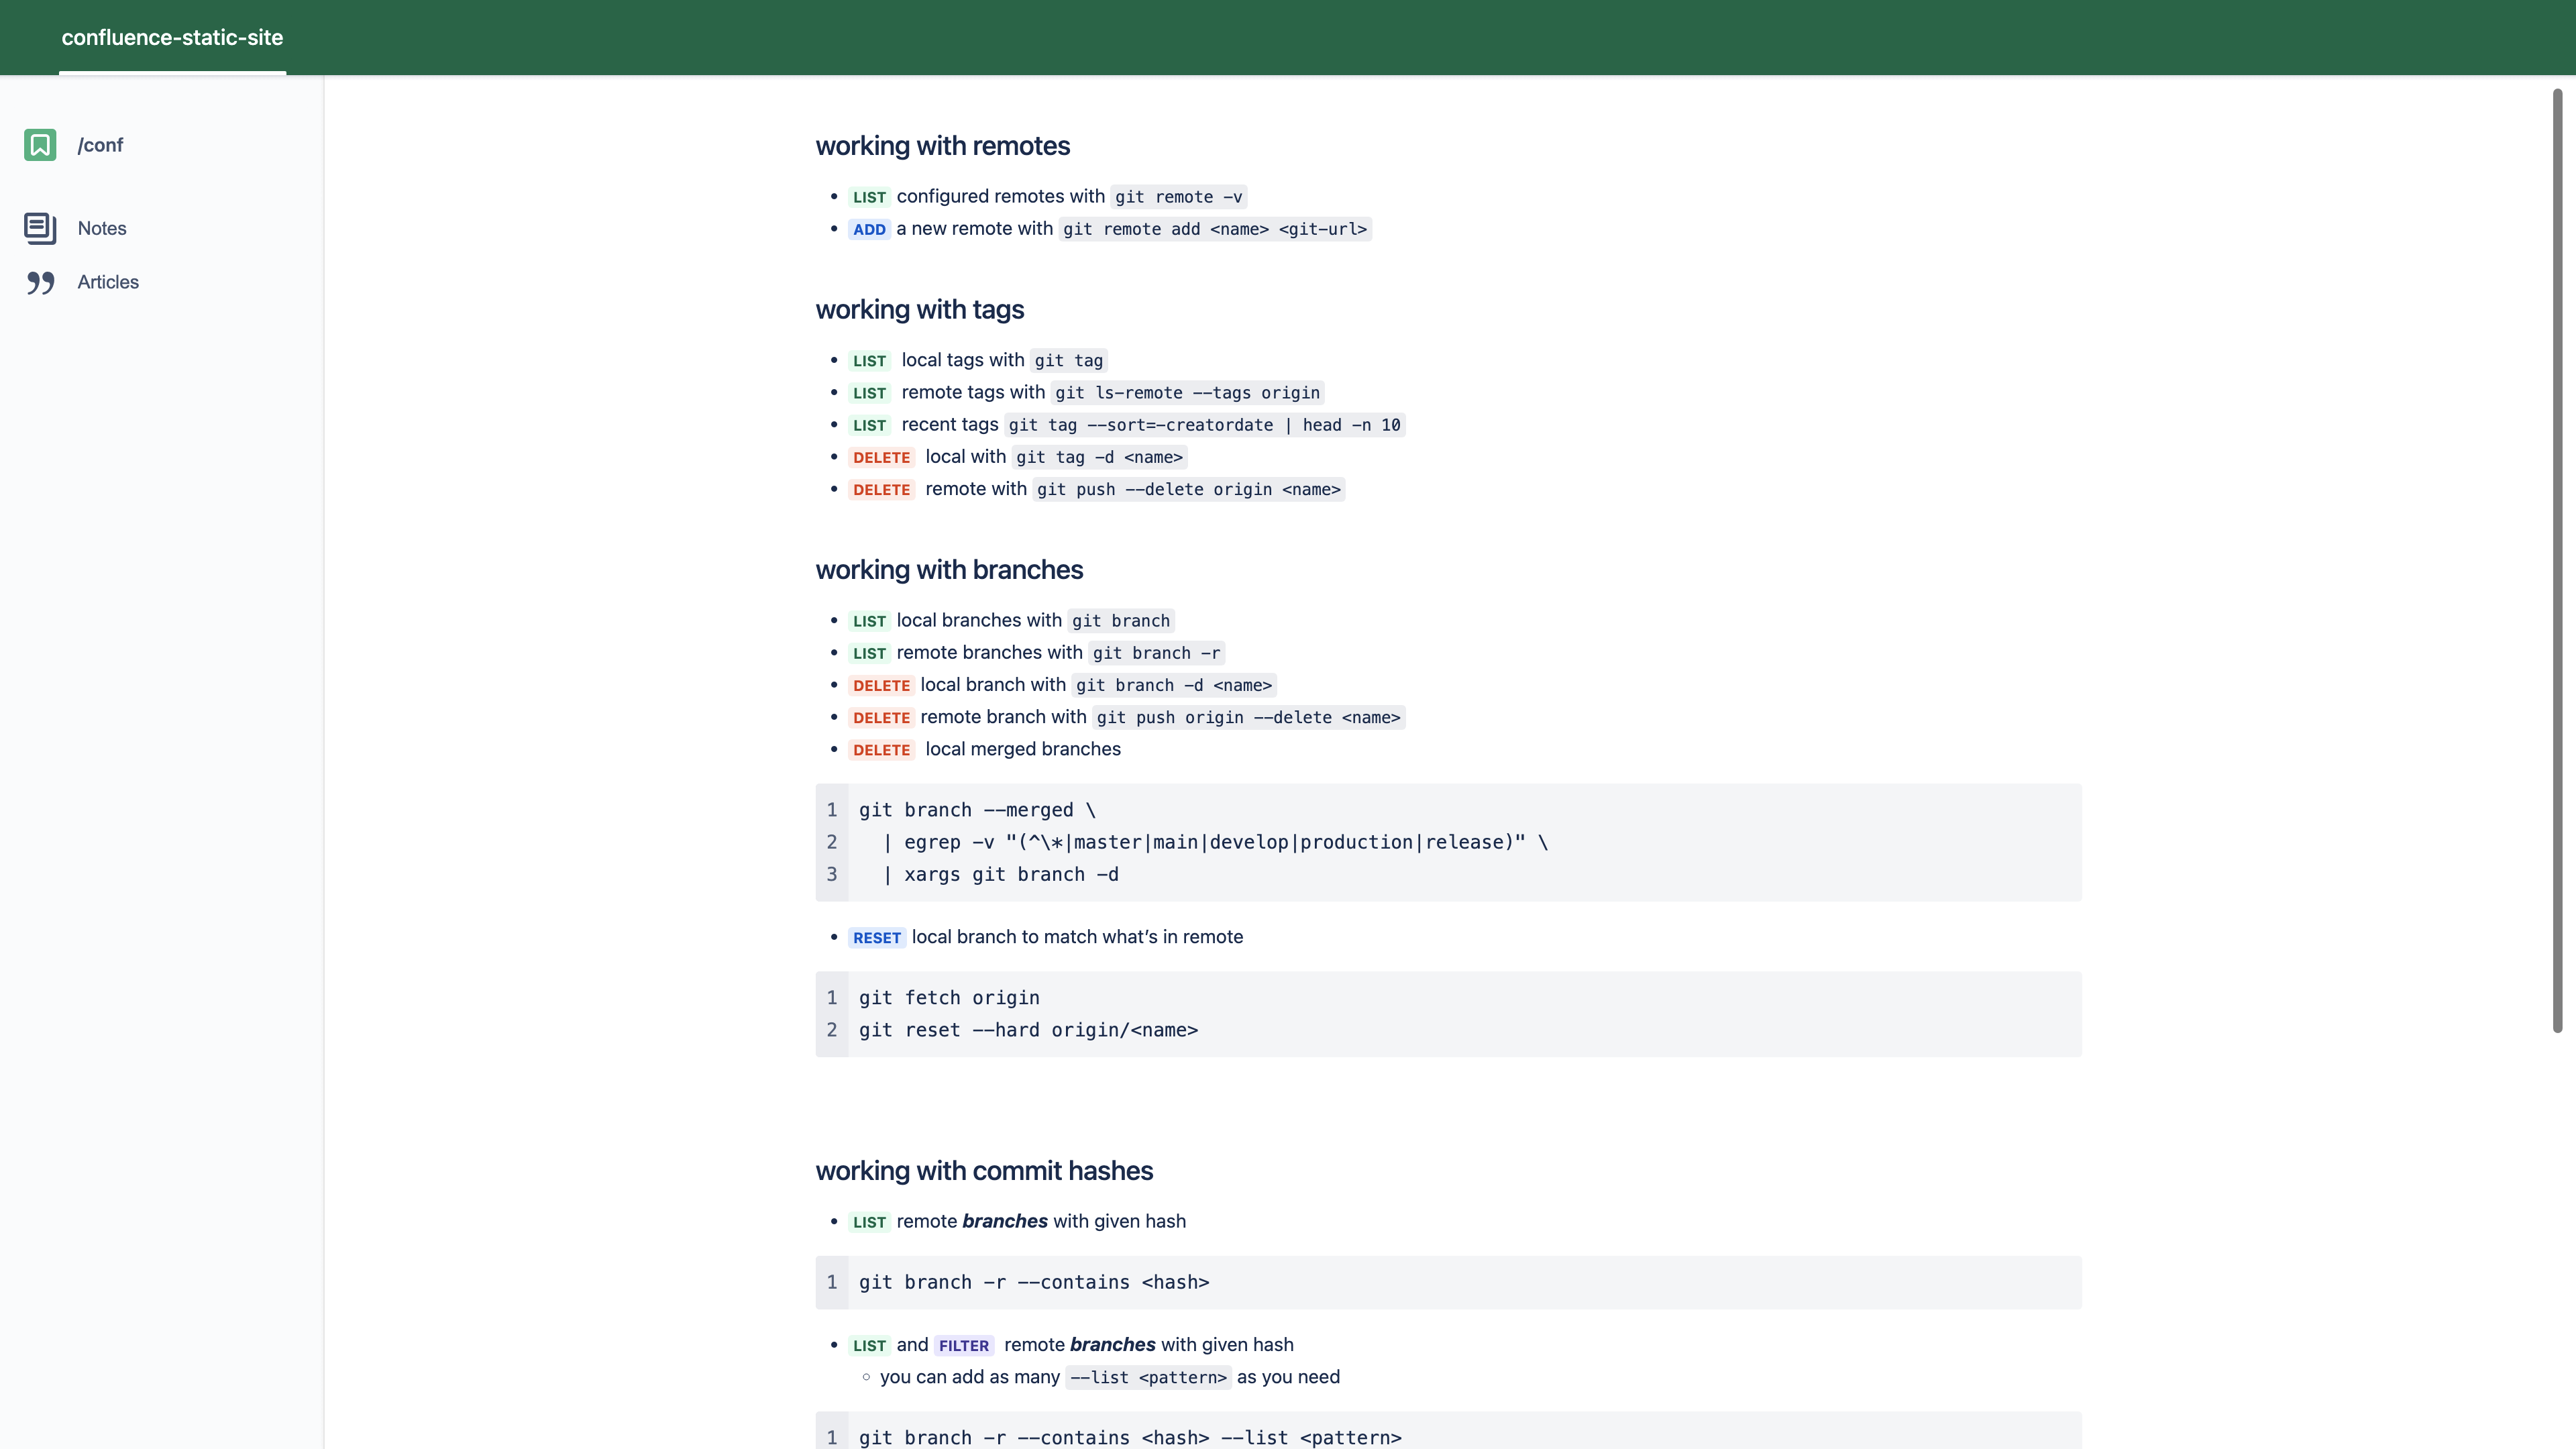 confluence-static-site
/conf
Notes
Articles
working with remotes
• LIST configured remotes with git remote -v
• ADD a new remote with git remote add <name> <git-url>
working with tags
• LIST local tags with git tag
• LIST remote tags with git ls-remote --tags origin
• LIST recent tags git tag --sort=-creatordate | head -n 10
• DELETE local with git tag -d <name>
• DELETE remote with git push --delete origin <name>
working with branches
• LIST local branches with git branch
• LIST remote branches with git branch -r
• DELETE local branch with git branch -d <name>
• DELETE remote branch with git push origin --delete <name>
• DELETE local merged branches
1 git branch --merged \
2   | egrep -v "(^\*|master|main|develop|production|release)" \
3   | xargs git branch -d
• RESET local branch to match what’s in remote
1 git fetch origin
2 git reset --hard origin/<name>
working with commit hashes
• LIST remote branches with given hash
1 git branch -r --contains <hash>
• LIST and FILTER remote branches with given hash
◦ you can add as many --list <pattern> as you need
1 git branch -r --contains <hash> --list <pattern>